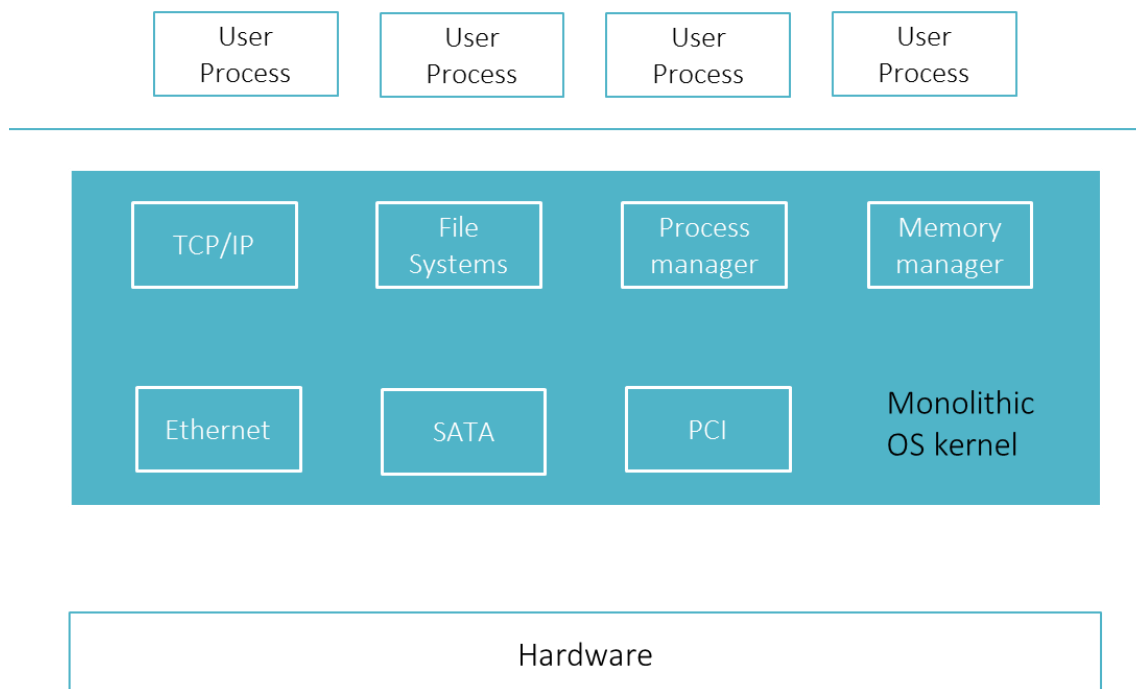 User
Process
User
Process
User
Process
User
Process
TCP/IP
File
Systems
Process
manager
Memory
manager
Ethernet
SATA
PCI
Monolithic
OS kernel
Hardware